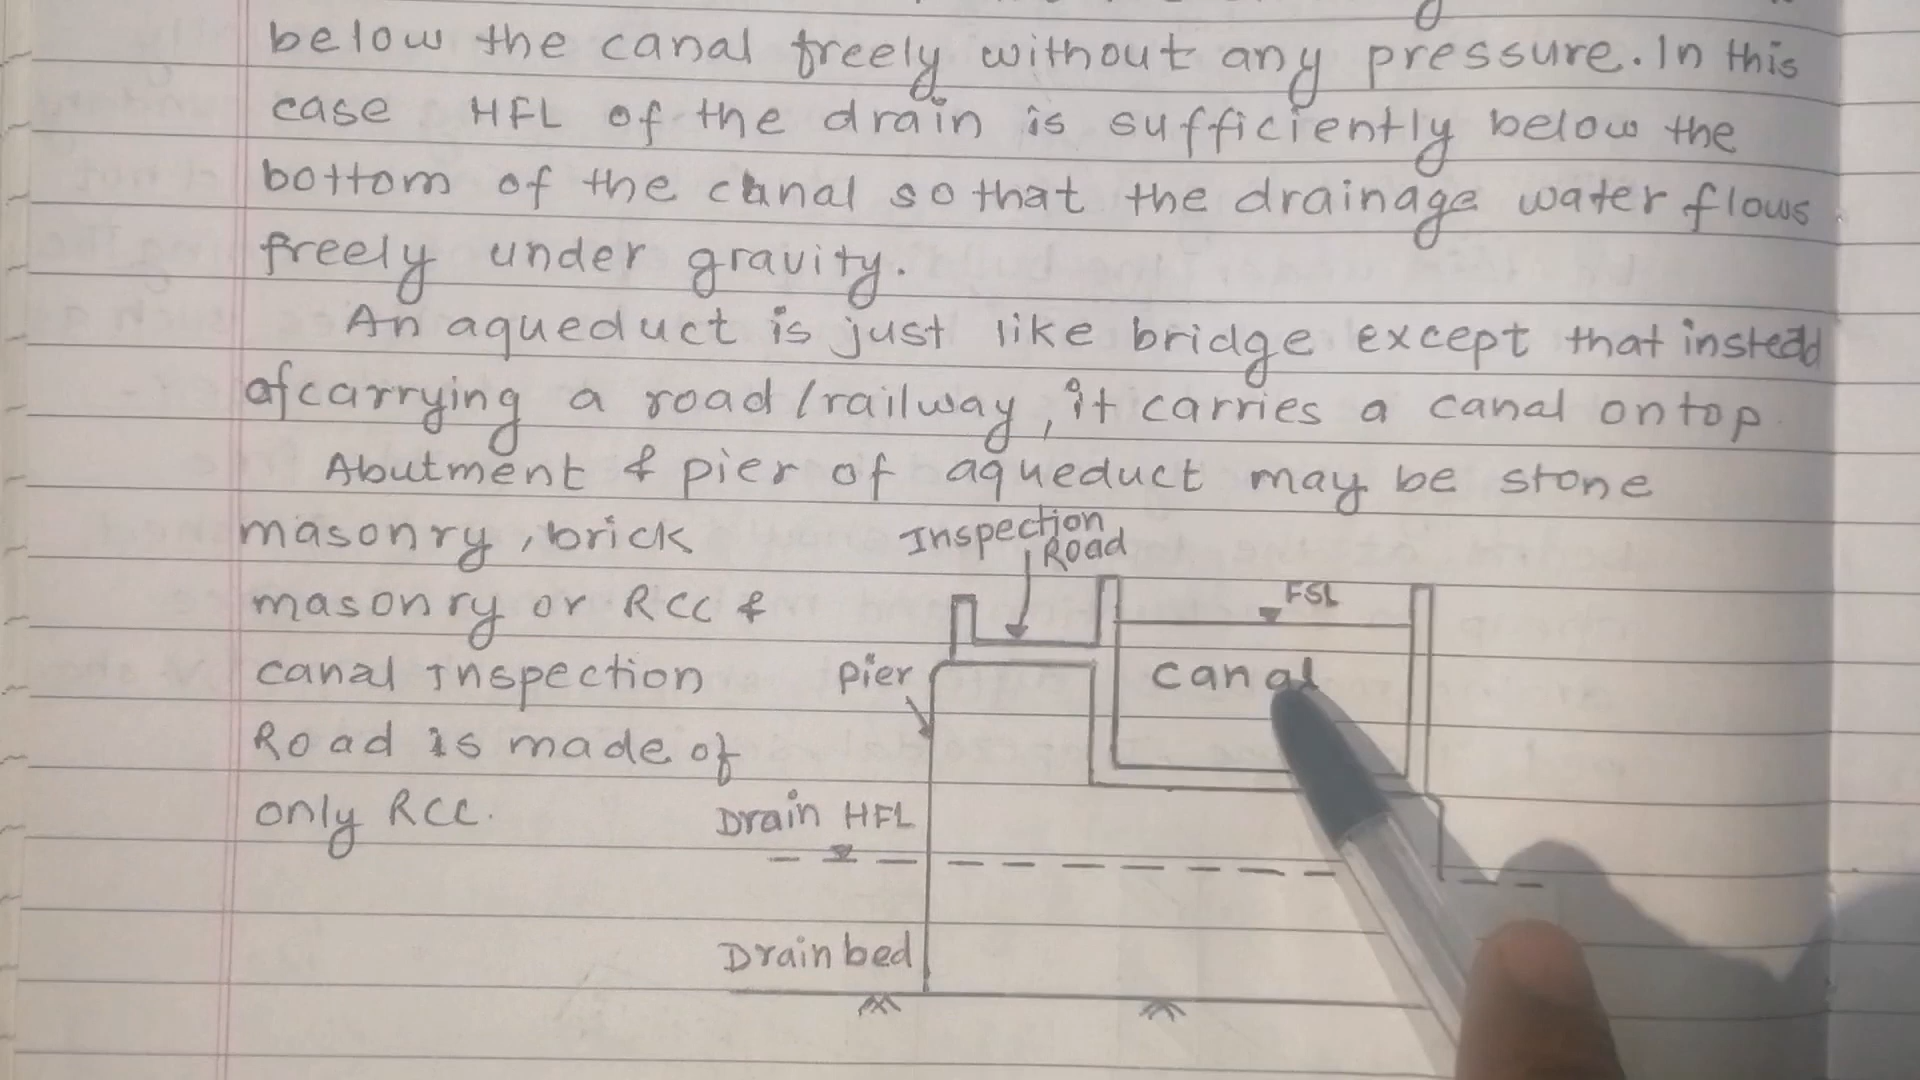 below the canal freely without any pressure. In this
case HFL of the drain is sufficiently below the
bottom of the canal so that the drainage water flows
freely under gravity.
An aqueduct is just like bridge except that instead
of carrying a road/railway, it carries a canal on top
Abutment & pier of aqueduct may be stone
masonry, brick
masonry or RCC &
canal Inspection
Road is made of
only RCC.
Inspection
Road
FSL
canal
Pier
Drain HFL
Drain bed